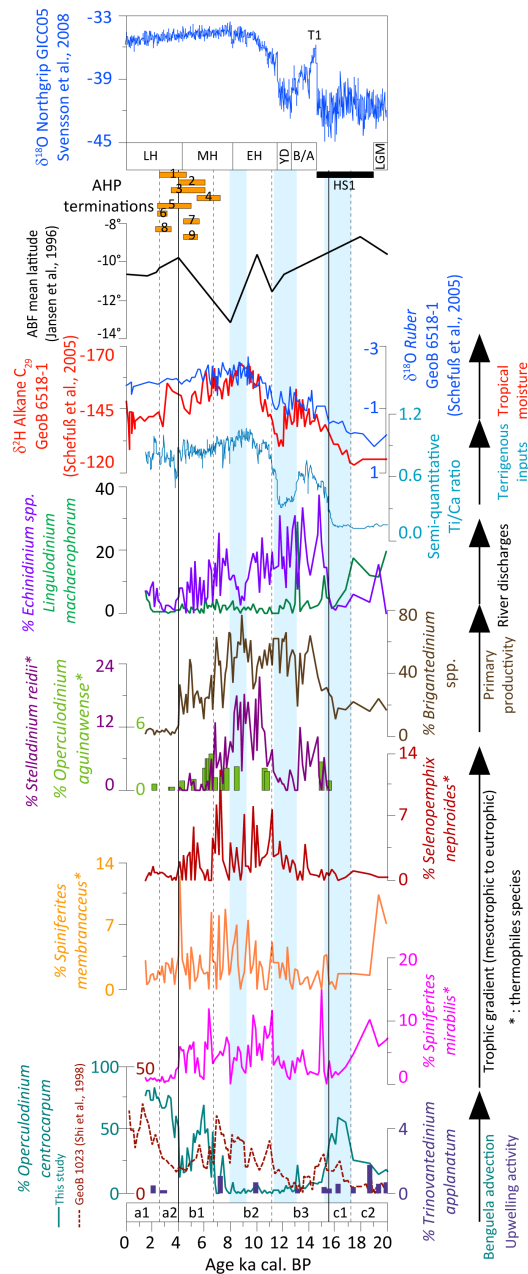 δ18O Northgrip GICC05
Svensson et al., 2008
-33
-39
-45
T1
LH
MH
EH
YD
B/A
LGM
HS1
AHP
terminations
1
2
3
4
5
6
7
8
9
ABF mean latitude
(Jansen et al., 1996)
-8°
-10°
-12°
-14°
δ2H Alkane C29
GeoB 6518-1
(Schefuß et al., 2005)
-170
-145
-120
δ18O Ruber
GeoB 6518-1
(Schefuß et al., 2005)
-3
-1
1
Tropical
moisture
Semi-quantitative
Ti/Ca ratio
1.2
0.6
0.0
Terrigenous
inputs
% Echinidinium spp.
Lingulodinium
machaeraphorum
40
20
0
River discharges
% Brigantedinium
spp.
80
40
0
Primary
productivity
% Stelladinium reidii*
% Operculodinium
aguinawense*
24
12
0
6
0
% Selenopemphix
nephroides*
14
7
0
% Spiniferites
membranaceus*
14
7
0
% Spiniferites
mirabilis*
20
10
0
Trophic gradient (mesotrophic to eutrophic)
* : thermophiles species
% Operculodinium
centrocarpum
This study
GeoB 1023 (Shi et al., 1998)
100
50
0
50
0
% Trinovantedinium
applanatum
4
2
0
Benguela advection
Upwelling activity
a1
a2
b1
b2
b3
c1
c2
0 2 4 6 8 10 12 14 16 18 20
Age ka cal. BP